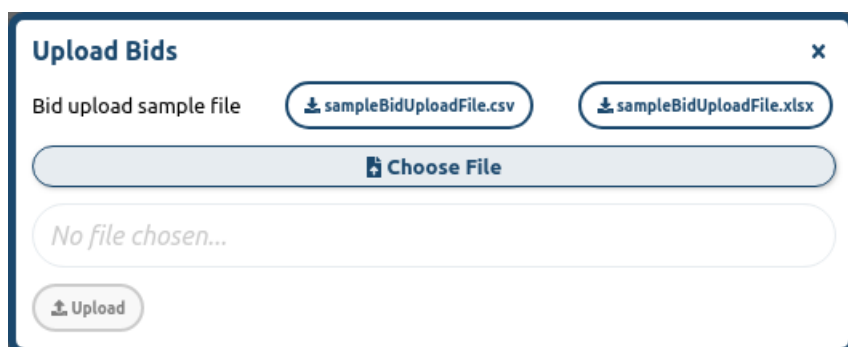 Upload Bids
Bid upload sample file sampleBidUploadFile.csv sampleBidUploadFile.xlsx
Choose File
No file chosen...
Upload